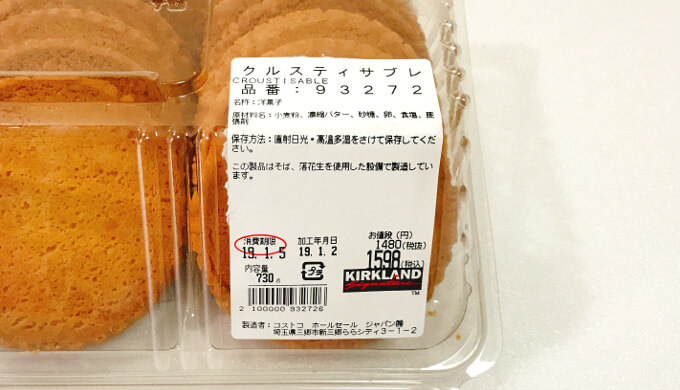 クルスティサブレ
CROUSTISABLE
品番:93272
名称:洋菓子
原材料名:小麦粉、濃縮バター、砂糖、卵、食塩、膨
張剤
保存方法:直射日光・高温多湿をさけて保存してくだ
さい。
この製品はそば、落花生を使用した設備で製造してい
ます。
消費期限 加工年月日 お値段(円)
19.1.5 19.1.2 1480(税抜)
1598(税込)
内容量
730g
プラ
KIRKLAND
Signature
TM
2 100000 932726
製造者:コストコ ホールセール ジャパン㈱
埼玉県三郷市新三郷ららシティ3-1-2